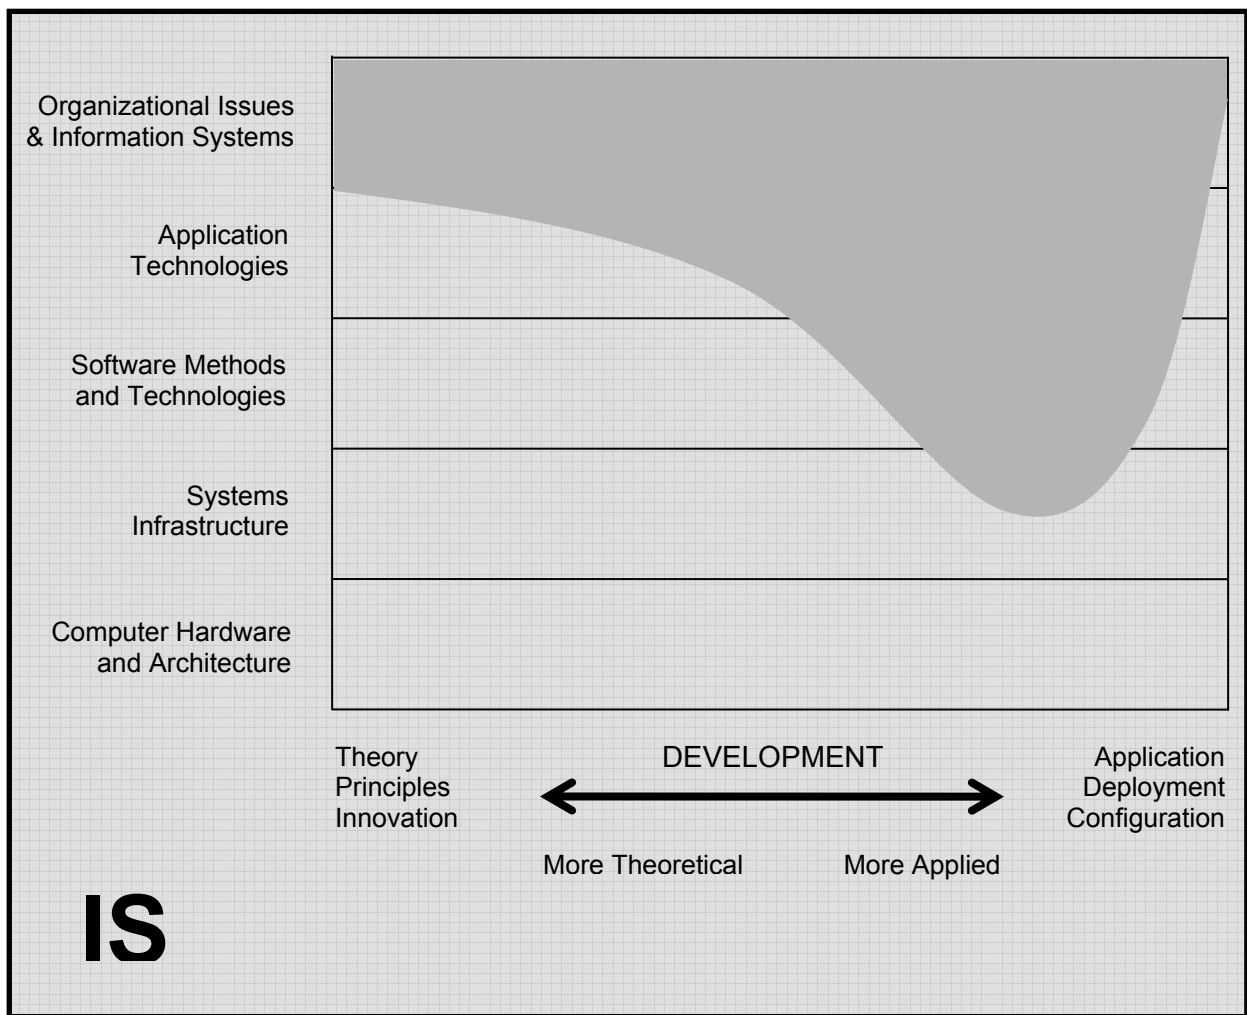 Organizational Issues
& Information Systems
Application
Technologies
Software Methods
and Technologies
Systems
Infrastructure
Computer Hardware
and Architecture
Theory
Principles
Innovation
DEVELOPMENT
Application
Deployment
Configuration
More Theoretical
More Applied
IS